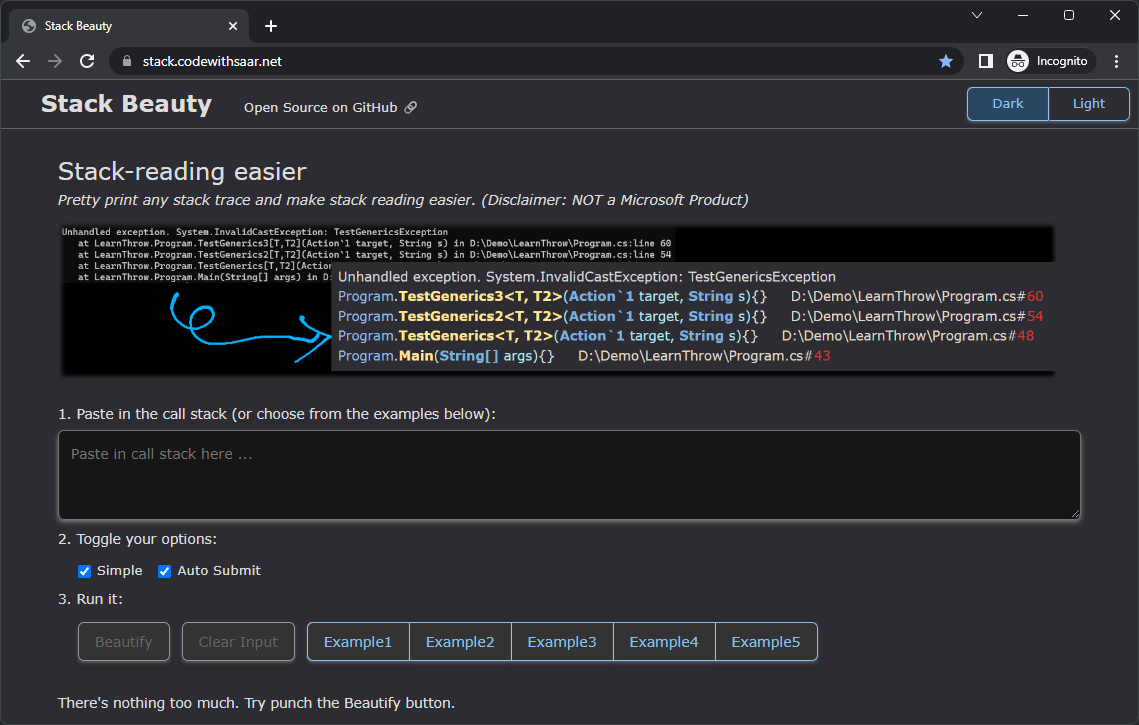 Stack Beauty
stack.codewithsaar.net
Incognito
Stack Beauty
Open Source on GitHub
Dark
Light
Stack-reading easier
Pretty print any stack trace and make stack reading easier. (Disclaimer: NOT a Microsoft Product)
Unhandled exception. System.InvalidCastException: TestGenericsException
at LearnThrow.Program.TestGenerics3[T,T2](Action`1 target, String s) in D:\Demo\LearnThrow\Program.cs:line 60
at LearnThrow.Program.TestGenerics2[T,T2](Action`1 target, String s) in D:\Demo\LearnThrow\Program.cs:line 54
at LearnThrow.Program.TestGenerics[T,T2](Action
at LearnThrow.Program.Main(String[] args) in D:
Unhandled exception. System.InvalidCastException: TestGenericsException
Program.TestGenerics3<T, T2>(Action`1 target, String s){} D:\Demo\LearnThrow\Program.cs#60
Program.TestGenerics2<T, T2>(Action`1 target, String s){} D:\Demo\LearnThrow\Program.cs#54
Program.TestGenerics<T, T2>(Action`1 target, String s){} D:\Demo\LearnThrow\Program.cs#48
Program.Main(String[] args){} D:\Demo\LearnThrow\Program.cs#43
1. Paste in the call stack (or choose from the examples below):
Paste in call stack here ...
2. Toggle your options:
Simple
Auto Submit
3. Run it:
Beautify
Clear Input
Example1
Example2
Example3
Example4
Example5
There's nothing too much. Try punch the Beautify button.